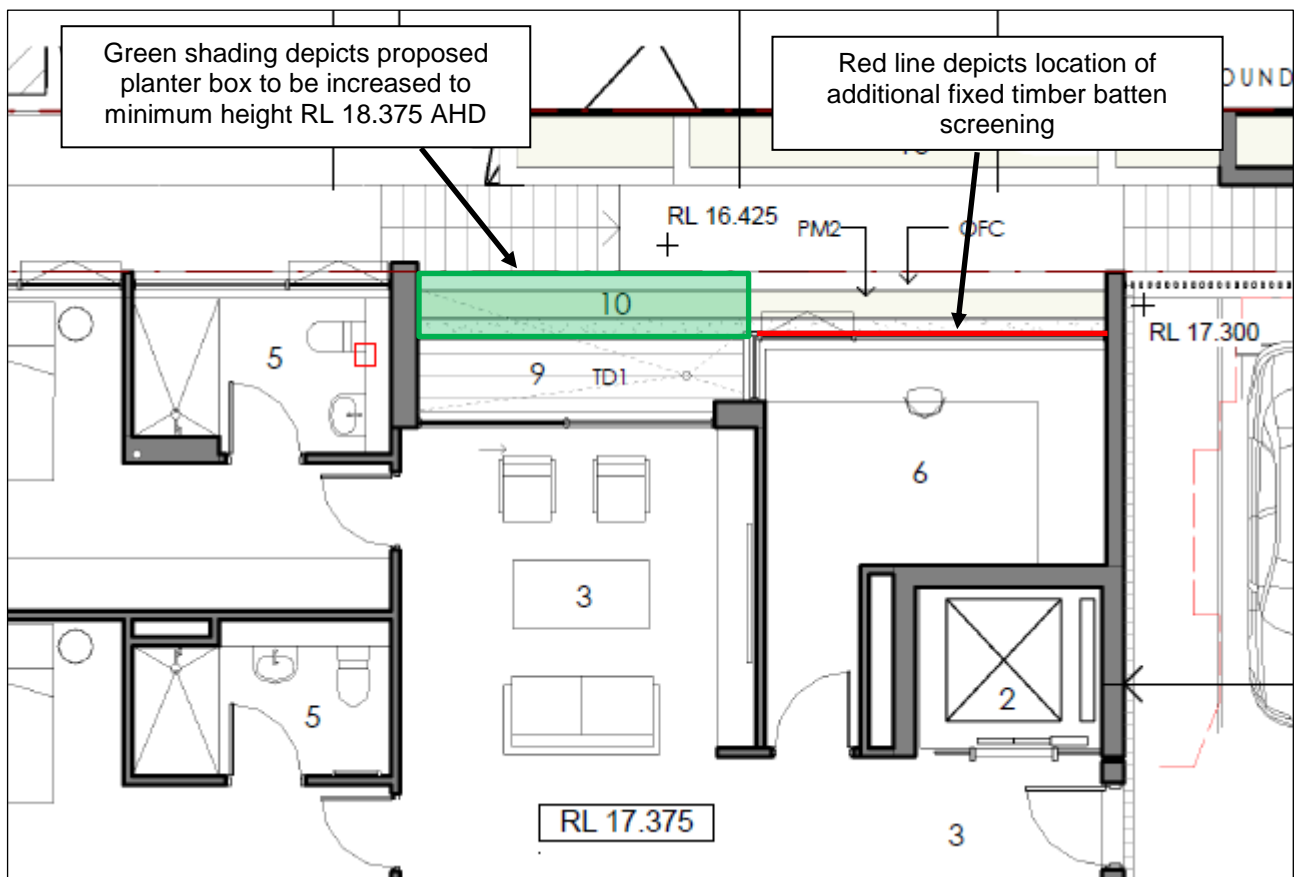 Green shading depicts proposed
planter box to be increased to
minimum height RL 18.375 AHD
Red line depicts location of
additional fixed timber batten
screening
OUND
RL 16.425
PM2
OFC
10
RL 17.300
5
9
TD1
6
3
2
5
RL 17.375
3